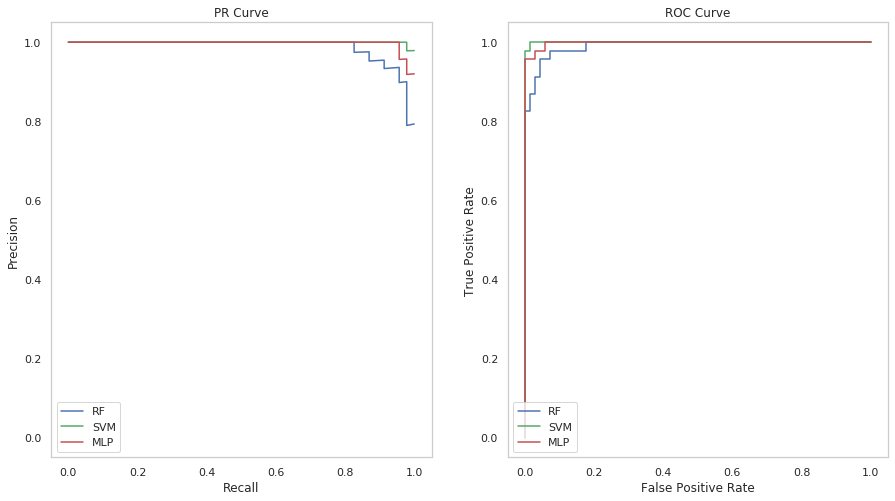 PR Curve
Precision
1.0
0.8
0.6
0.4
0.2
0.0
RF
SVM
MLP
0.0 0.2 0.4 0.6 0.8 1.0
Recall
ROC Curve
True Positive Rate
1.0
0.8
0.6
0.4
0.2
0.0
RF
SVM
MLP
0.0 0.2 0.4 0.6 0.8 1.0
False Positive Rate